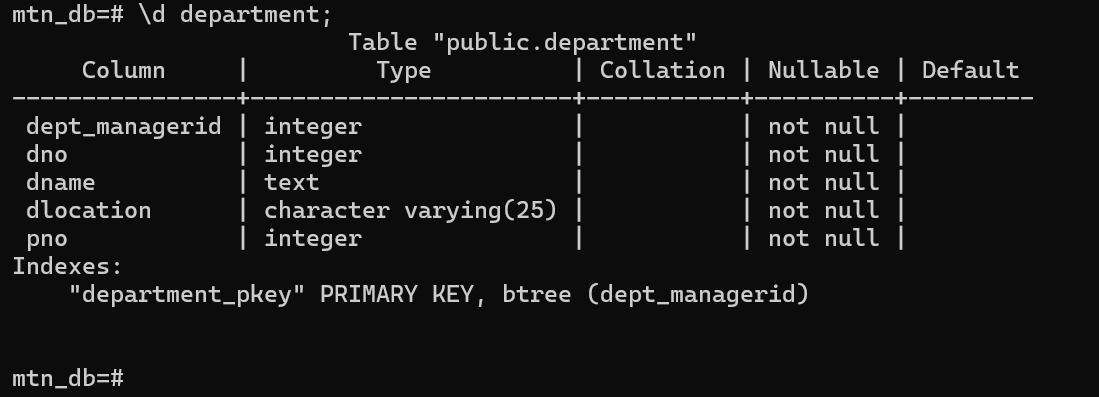 mtn_db=# \d department;
                        Table "public.department"
     Column     |          Type           | Collation | Nullable | Default
----------------+-----------------------+-----------+----------+---------
 dept_managerid | integer               |           | not null |
 dno            | integer               |           | not null |
 dname          | text                  |           | not null |
 dlocation      | character varying(25) |           | not null |
 pno            | integer               |           | not null |
Indexes:
    "department_pkey" PRIMARY KEY, btree (dept_managerid)
mtn_db=#